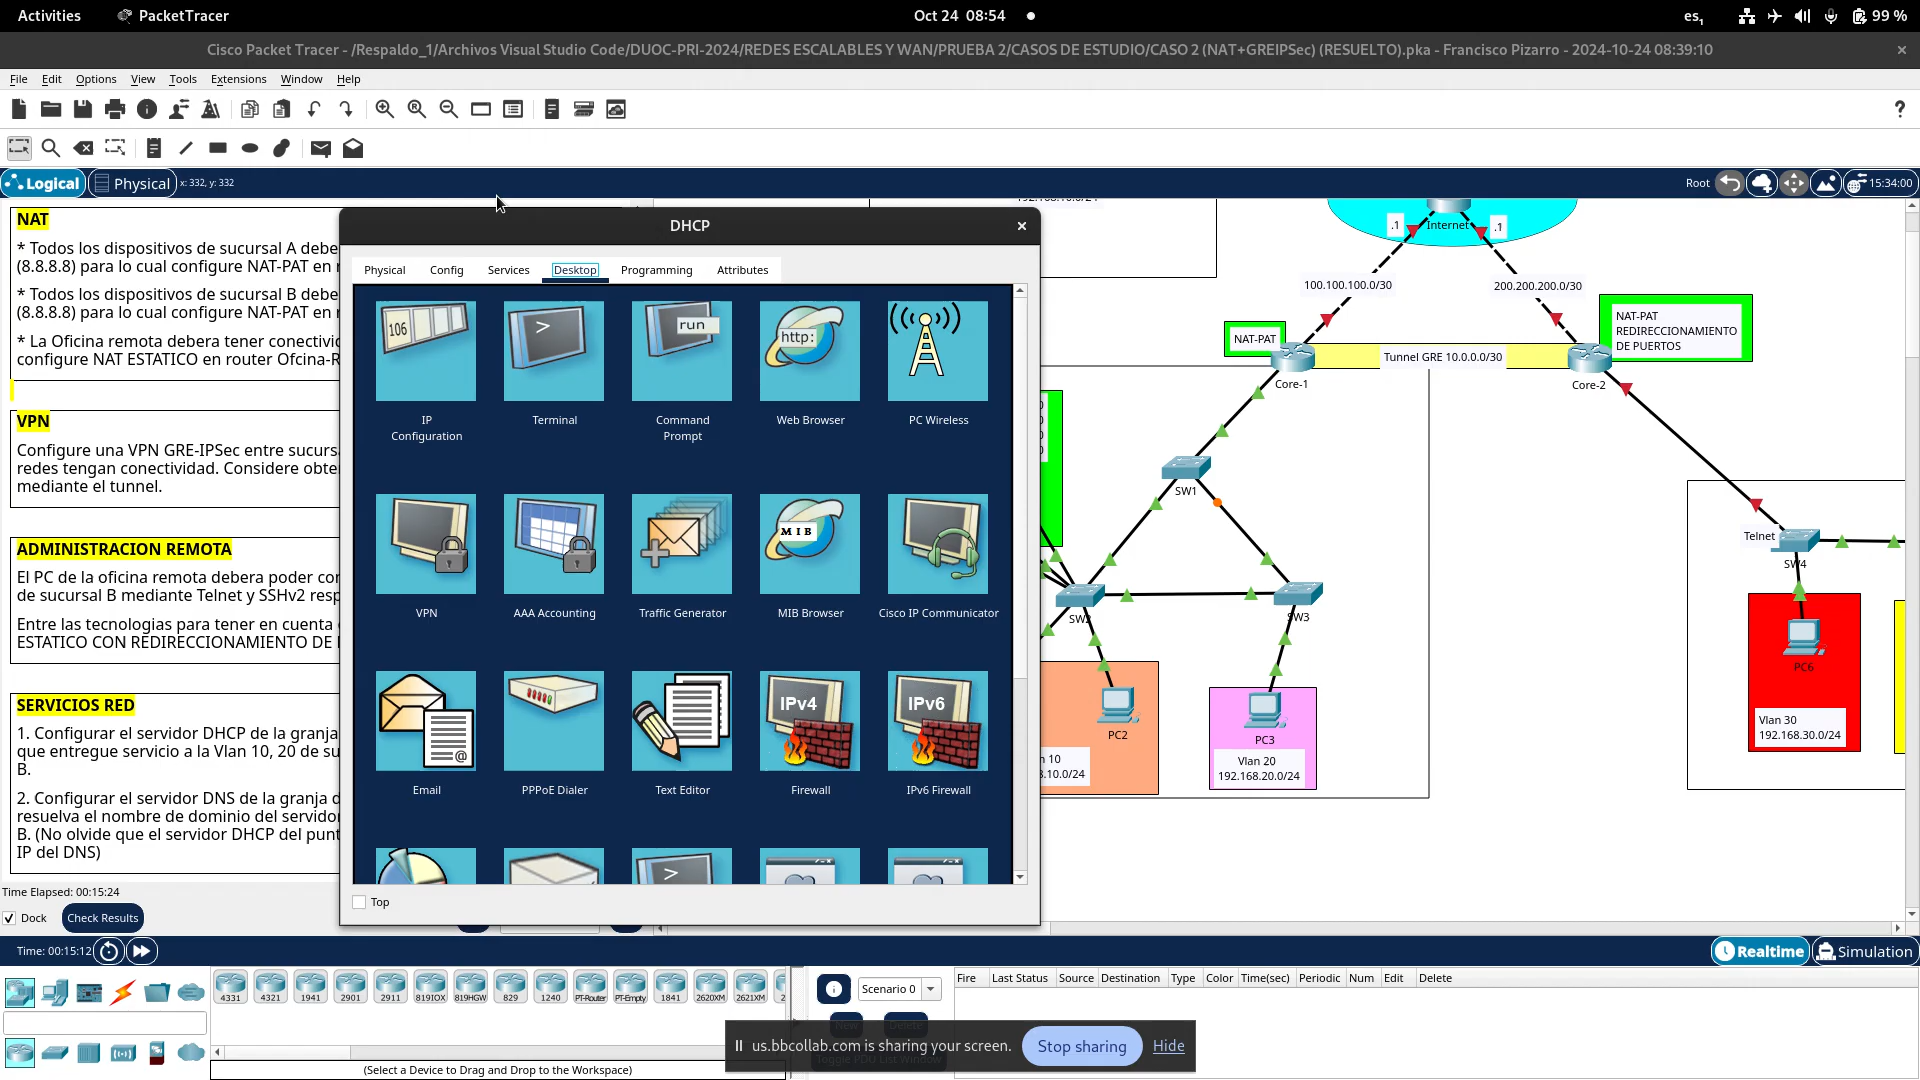 Activities
PacketTracer
Oct 24 08:54
es1
99 %
Cisco Packet Tracer - /Respaldo_1/Archivos Visual Studio Code/DUOC-PRI-2024/REDES ESCALABLES Y WAN/PRUEBA 2/CASOS DE ESTUDIO/CASO 2 (NAT+GREIPSec) (RESUELTO).pka - Francisco Pizarro - 2024-10-24 08:39:10
File Edit Options View Tools Extensions Window Help
Logical
Physical
x: 332, y: 332
Root
15:34:00
NAT
* Todos los dispositivos de sucursal A debe
(8.8.8.8) para lo cual configure NAT-PAT en r
* Todos los dispositivos de sucursal B debe
(8.8.8.8) para lo cual configure NAT-PAT en r
* La Oficina remota debera tener conectivid
configure NAT ESTATICO en router Ofcina-R
VPN
Configure una VPN GRE-IPSec entre sucursa
redes tengan conectividad. Considere obte
mediante el tunnel.
ADMINISTRACION REMOTA
El PC de la oficina remota debera poder con
de sucursal B mediante Telnet y SSHv2 resp
Entre las tecnologias para tener en cuenta
ESTATICO CON REDIRECCIONAMIENTO DE
SERVICIOS RED
1. Configurar el servidor DHCP de la granja
que entregue servicio a la Vlan 10, 20 de su
B.
2. Configurar el servidor DNS de la granja d
resuelva el nombre de dominio del servidor
B. (No olvide que el servidor DHCP del punt
IP del DNS)
Time Elapsed: 00:15:24
Dock
Check Results
DHCP
Physical Config Services Desktop Programming Attributes
106
run
http:
IP Configuration
Terminal
Command Prompt
Web Browser
PC Wireless
MIB
VPN
AAA Accounting
Traffic Generator
MIB Browser
Cisco IP Communicator
IPv4
IPv6
Email
PPPoE Dialer
Text Editor
Firewall
IPv6 Firewall
Top
Internet
.1
.1
100.100.100.0/30
200.200.200.0/30
NAT-PAT
NAT-PAT
REDIRECCIONAMIENTO
DE PUERTOS
Tunnel GRE 10.0.0.0/30
Core-1
Core-2
SW1
SW2
SW3
Telnet
SW4
PC2
n 10
8.10.0/24
PC3
Vlan 20
192.168.20.0/24
PC6
Vlan 30
192.168.30.0/24
Time: 00:15:12
Realtime
Simulation
4331 4321 1941 2901 2911 819IOX 819HGW 829 1240 PT-Router PT-Empty 1841 2620XM 2621XM 2
Scenario 0
New
Delete
Fire Last Status Source Destination Type Color Time(sec) Periodic Num Edit Delete
us.bbcollab.com is sharing your screen.
Stop sharing
Hide
(Select a Device to Drag and Drop to the Workspace)